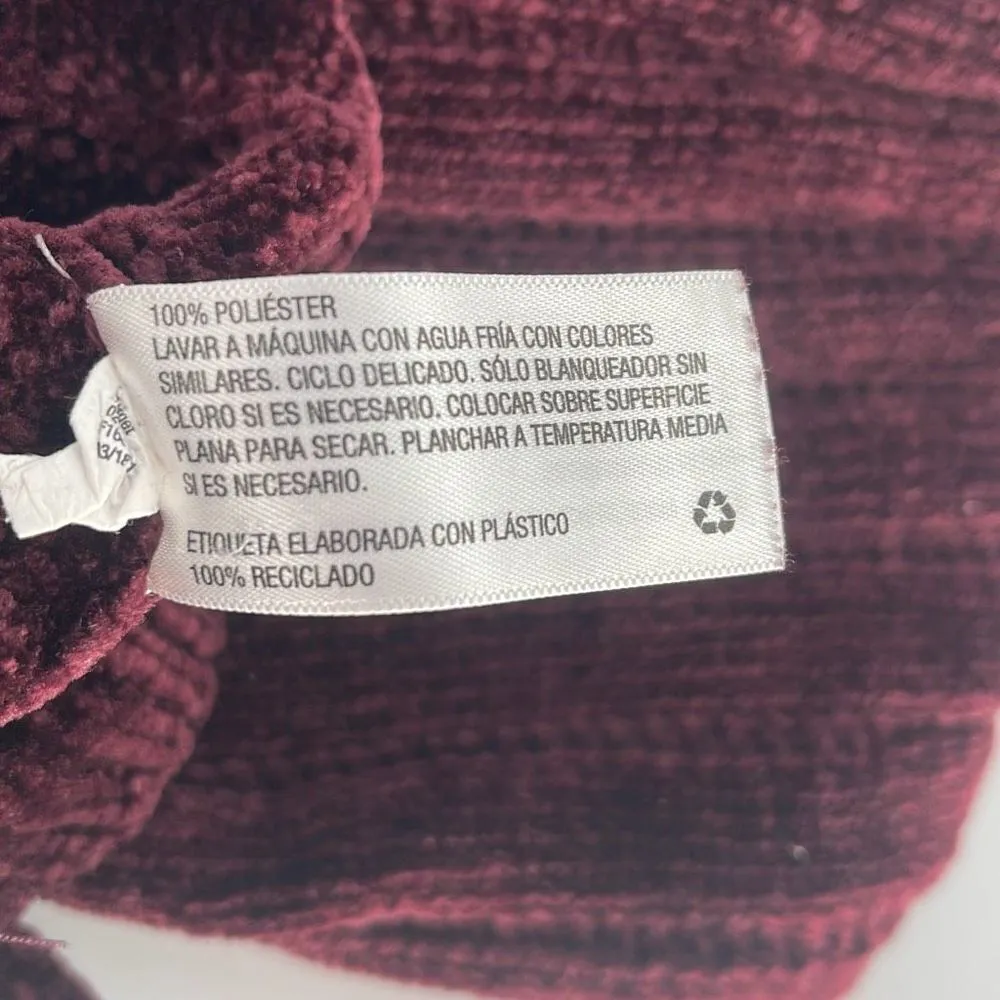 100% POLIÉSTER
LAVAR A MÁQUINA CON AGUA FRÍA CON COLORES
SIMILARES. CICLO DELICADO. SÓLO BLANQUEADOR SIN
CLORO SI ES NECESARIO. COLOCAR SOBRE SUPERFICIE
PLANA PARA SECAR. PLANCHAR A TEMPERATURA MEDIA
SI ES NECESARIO.
ETIQUETA ELABORADA CON PLÁSTICO
100% RECICLADO